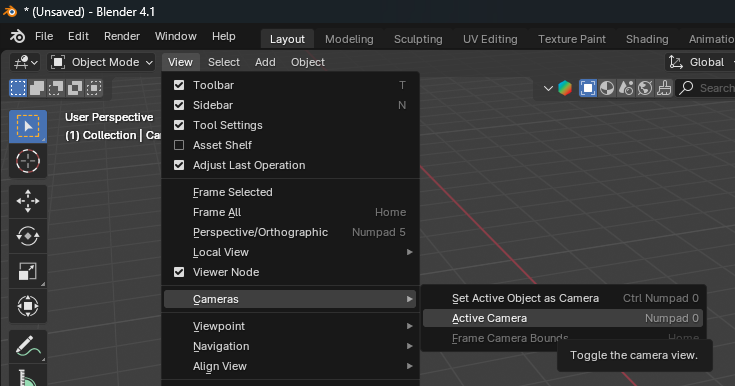 * (Unsaved) - Blender 4.1
File Edit Render Window Help Layout Modeling Sculpting UV Editing Texture Paint Shading
Object Mode View Select Add Object Global
Search
User Perspective
(1) Collection |
Toolbar T
Sidebar N
Tool Settings
Asset Shelf
Adjust Last Operation
Frame Selected
Frame All Home
Perspective/Orthographic Numpad 5
Local View
Viewer Node
Cameras
Set Active Object as Camera Ctrl Numpad 0
Active Camera Numpad 0
Frame Camera Bounds Home
Toggle the camera view.
Viewpoint
Navigation
Align View